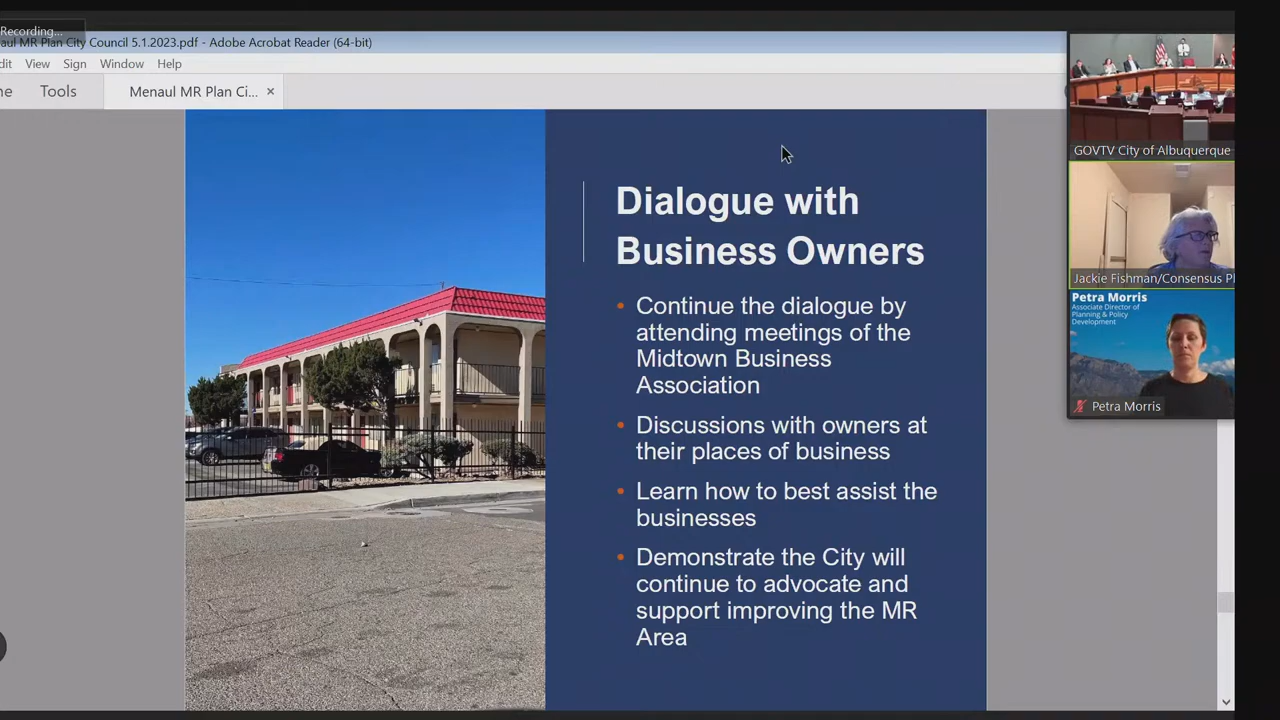 Recording...
aul MR Plan City Council 5.1.2023.pdf - Adobe Acrobat Reader (64-bit)
dit View Sign Window Help
ne Tools Menaul MR Plan Ci... ×
GOVTV City of Albuquerque
Jackie Fishman/Consensus Pl
Petra Morris
Associate Director of
Planning & Policy
Development
Petra Morris
Dialogue with
Business Owners
• Continue the dialogue by
attending meetings of the
Midtown Business
Association
• Discussions with owners at
their places of business
• Learn how to best assist the
businesses
• Demonstrate the City will
continue to advocate and
support improving the MR
Area